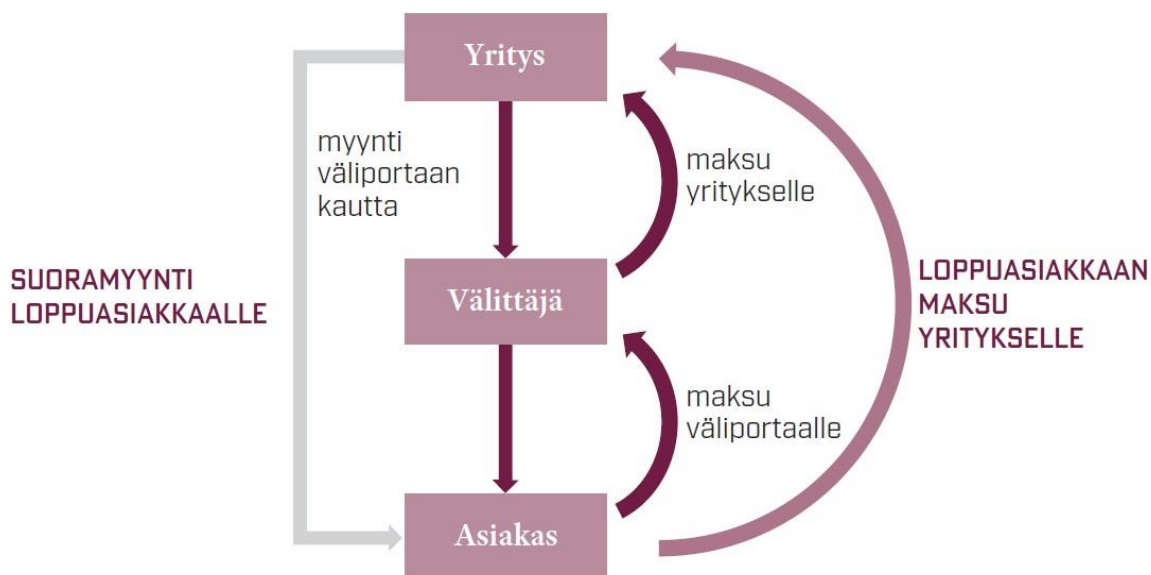 Yritys
myynti
väliportaan
kautta
maksu
yritykselle
SUORAMYYNTI
LOPPUASIAKKAALLE
Välittäjä
LOPPUASIAKKAAN
MAKSU
YRITYKSELLE
maksu
väliportaalle
Asiakas